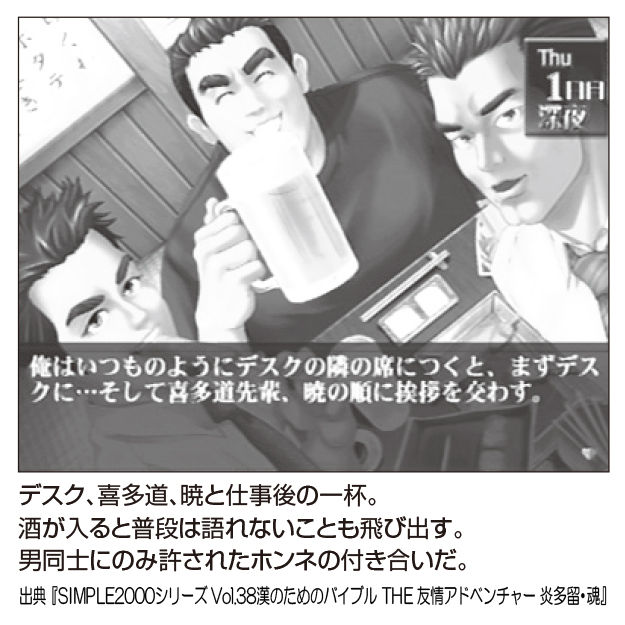 Thu
1日目
深夜
俺はいつものようにデスクの隣の席につくと、まずデス
クに…そして喜多道先輩、暁の順に挨拶を交わす。
デスク、喜多道、暁と仕事後の一杯。
酒が入ると普段は語れないことも飛び出す。
男同士にのみ許されたホンネの付き合いだ。
出典『SIMPLE2000シリーズ Vol.38漢のためのバイブル THE 友情アドベンチャー 炎多留・魂』